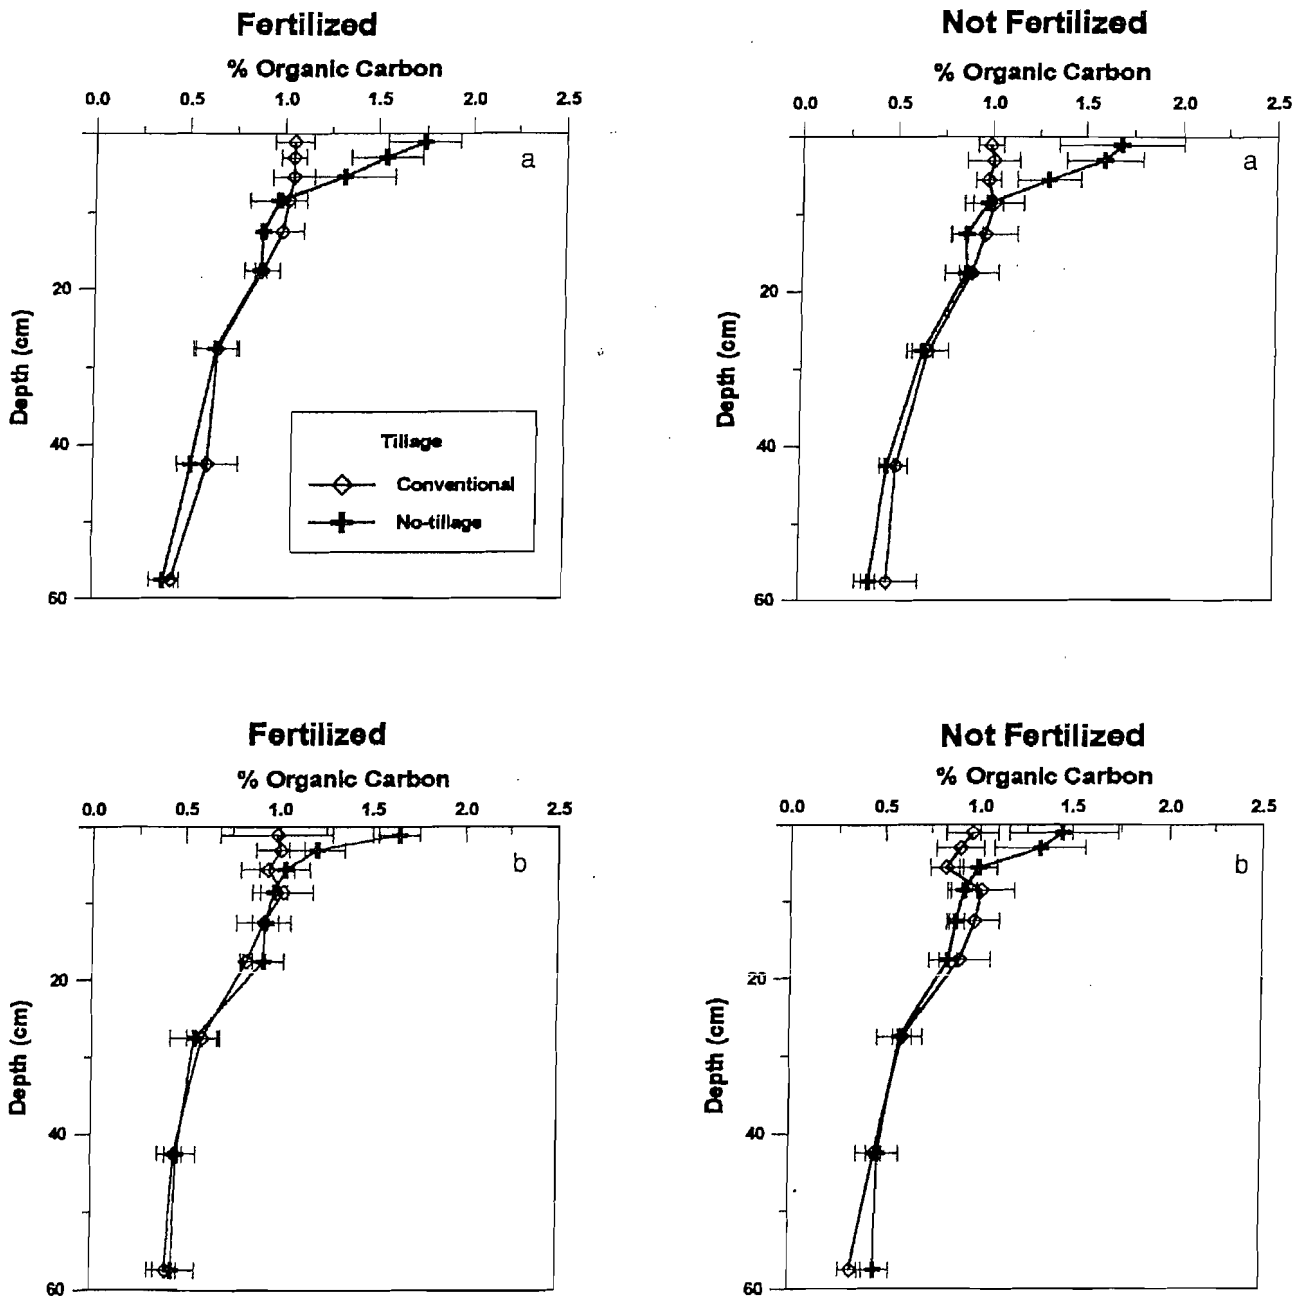 Fertilized
% Organic Carbon
0.0 0.5 1.0 1.5 2.0 2.5
a
20
40
60
Depth (cm)
Tillage
Conventional
No-tillage
Not Fertilized
% Organic Carbon
0.0 0.5 1.0 1.5 2.0 2.5
a
20
40
60
Depth (cm)
Fertilized
% Organic Carbon
0.0 0.5 1.0 1.5 2.0 2.5
b
20
40
60
Depth (cm)
Not Fertilized
% Organic Carbon
0.0 0.5 1.0 1.5 2.0 2.5
b
20
40
60
Depth (cm)